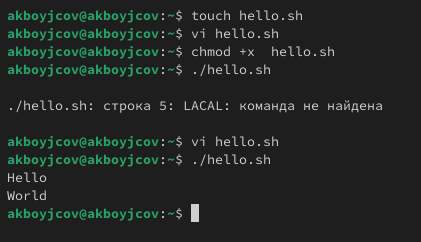 akboyjcov@akboyjcov:~$ touch hello.sh
akboyjcov@akboyjcov:~$ vi hello.sh
akboyjcov@akboyjcov:~$ chmod +x  hello.sh
akboyjcov@akboyjcov:~$ ./hello.sh
./hello.sh: строка 5: LACAL: команда не найдена
akboyjcov@akboyjcov:~$ vi hello.sh
akboyjcov@akboyjcov:~$ ./hello.sh
Hello
World
akboyjcov@akboyjcov:~$